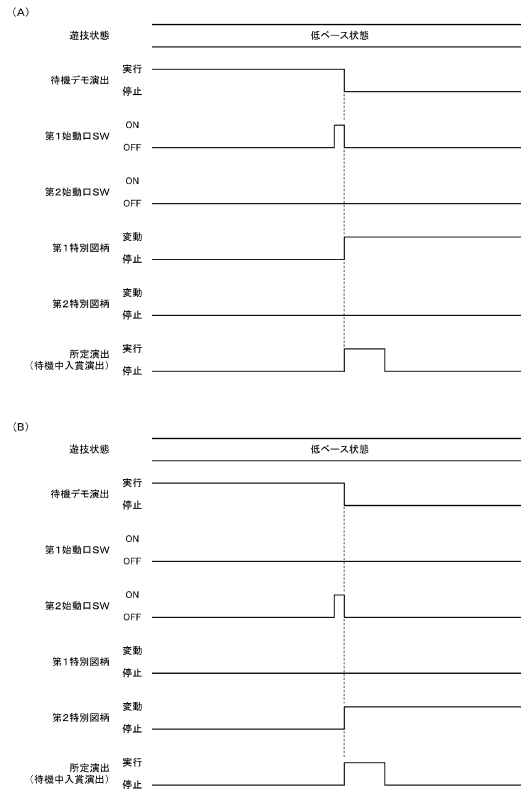 (A)
遊技状態 低ベース状態
待機デモ演出 実行
停止
第1始動口SW ON
OFF
第2始動口SW ON
OFF
第1特別図柄 変動
停止
第2特別図柄 変動
停止
所定演出
(待機中入賞演出) 実行
停止
(B)
遊技状態 低ベース状態
待機デモ演出 実行
停止
第1始動口SW ON
OFF
第2始動口SW ON
OFF
第1特別図柄 変動
停止
第2特別図柄 変動
停止
所定演出
(待機中入賞演出) 実行
停止